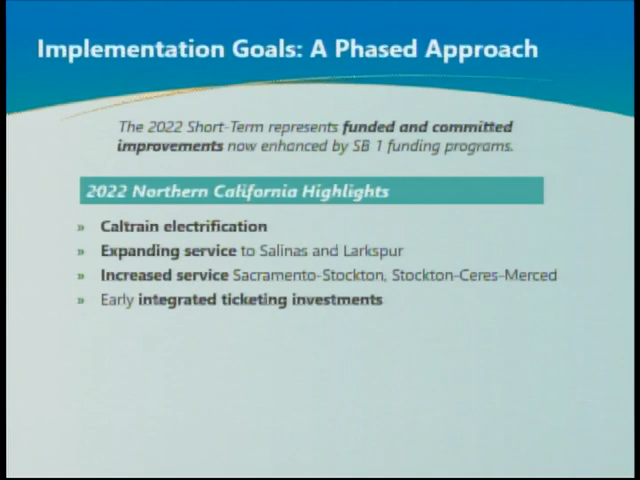 Implementation Goals: A Phased Approach
The 2022 Short-Term represents funded and committed
improvements now enhanced by SB 1 funding programs.
2022 Northern California Highlights
» Caltrain electrification
» Expanding service to Salinas and Larkspur
» Increased service Sacramento-Stockton, Stockton-Ceres-Merced
» Early integrated ticketing investments